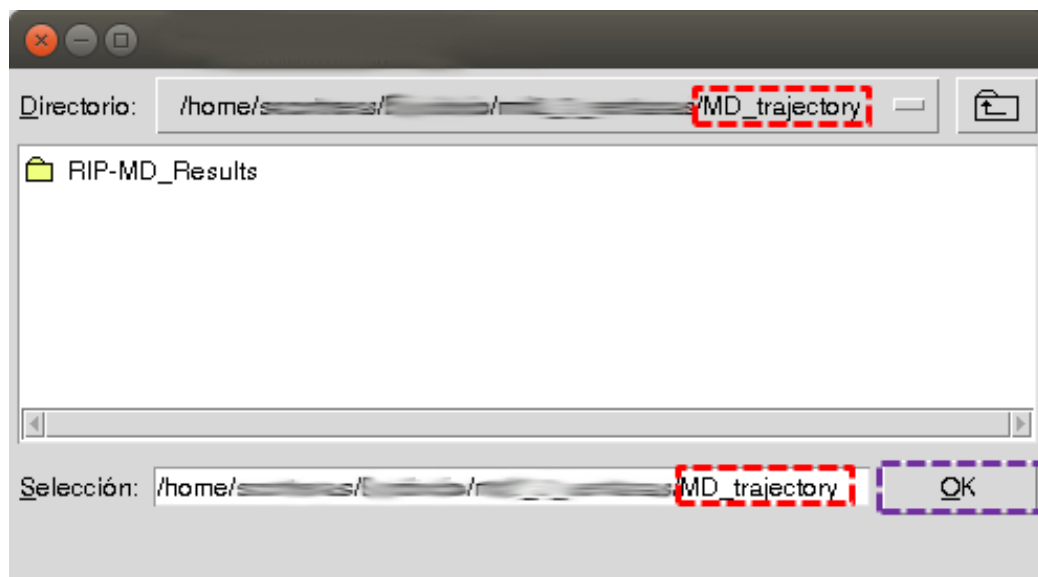 Directorio: /home/ MD_trajectory
RIP-MD_Results
Selección: /home/ MD_trajectory OK